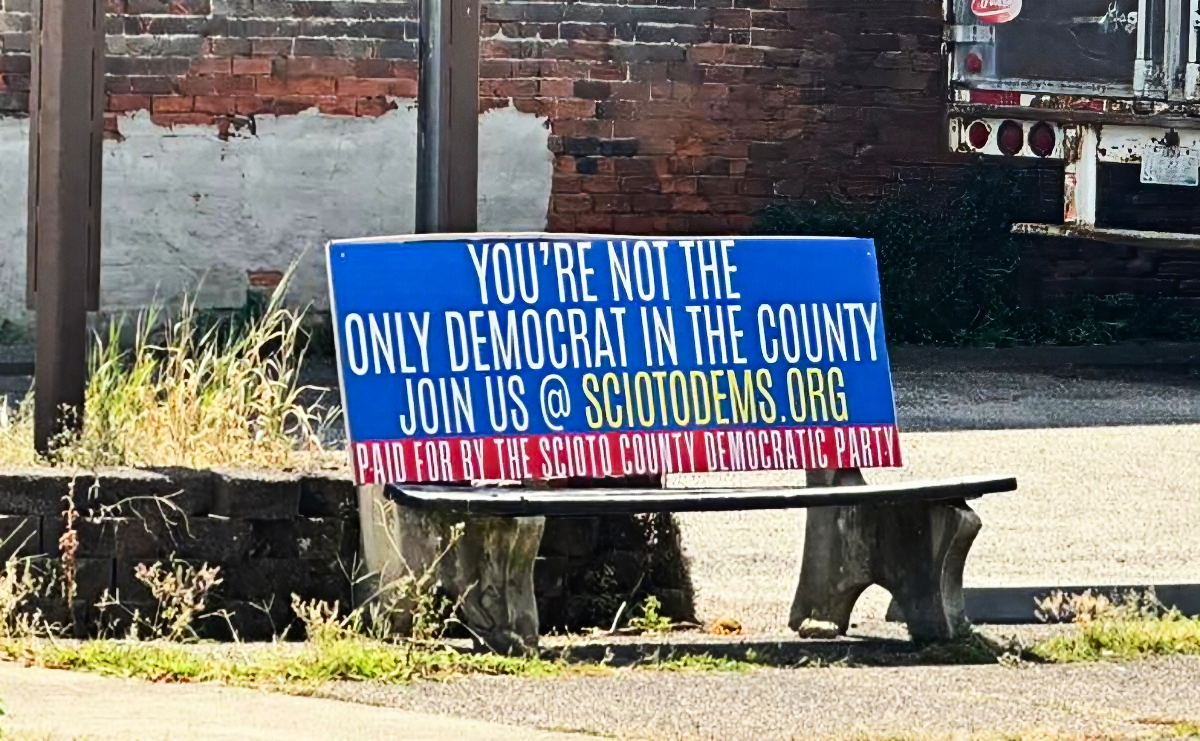 YOU'RE NOT THE
ONLY DEMOCRAT IN THE COUNTY
JOIN US @ SCIOTODEMS.ORG
PAID FOR BY THE SCIOTO COUNTY DEMOCRATIC PARTY